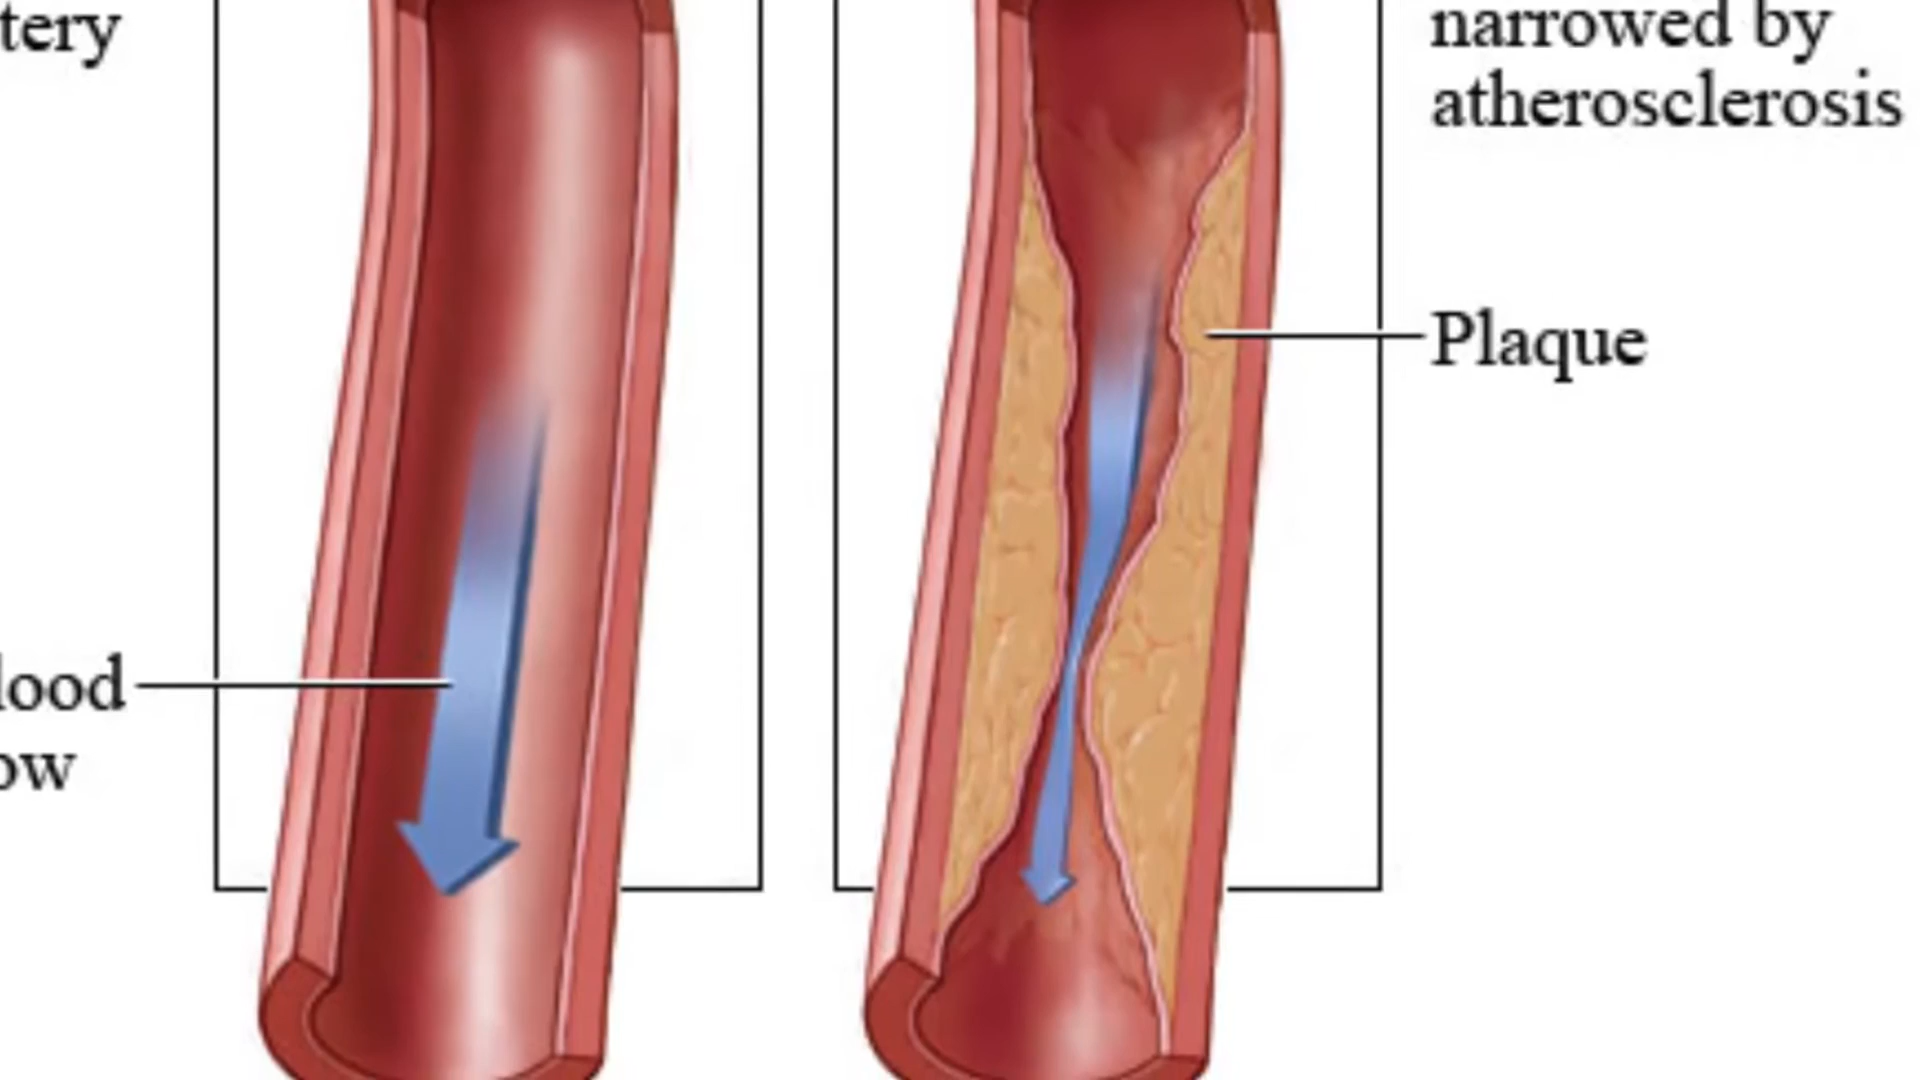 tery
narrowed by
atherosclerosis
Plaque
lood
ow